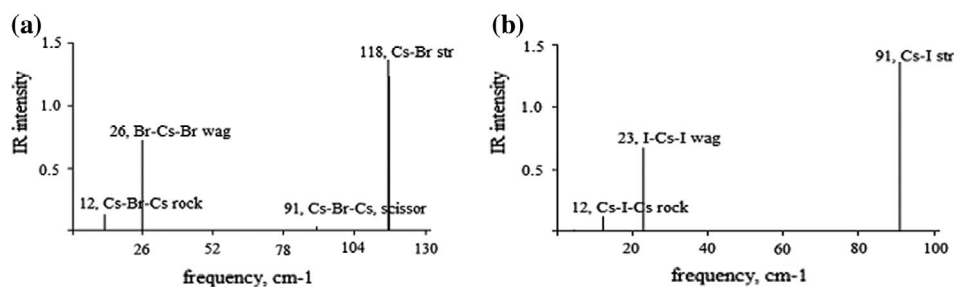 (a)
IR intensity
1.5
1.0
0.5
118, Cs-Br str
26, Br-Cs-Br wag
12, Cs-Br-Cs rock
91, Cs-Br-Cs, scissor
26 52 78 104 130
frequency, cm-1
(b)
IR intensity
1.5
1.0
0.5
91, Cs-I str
23, I-Cs-I wag
12, Cs-I-Cs rock
20 40 60 80 100
frequency, cm-1